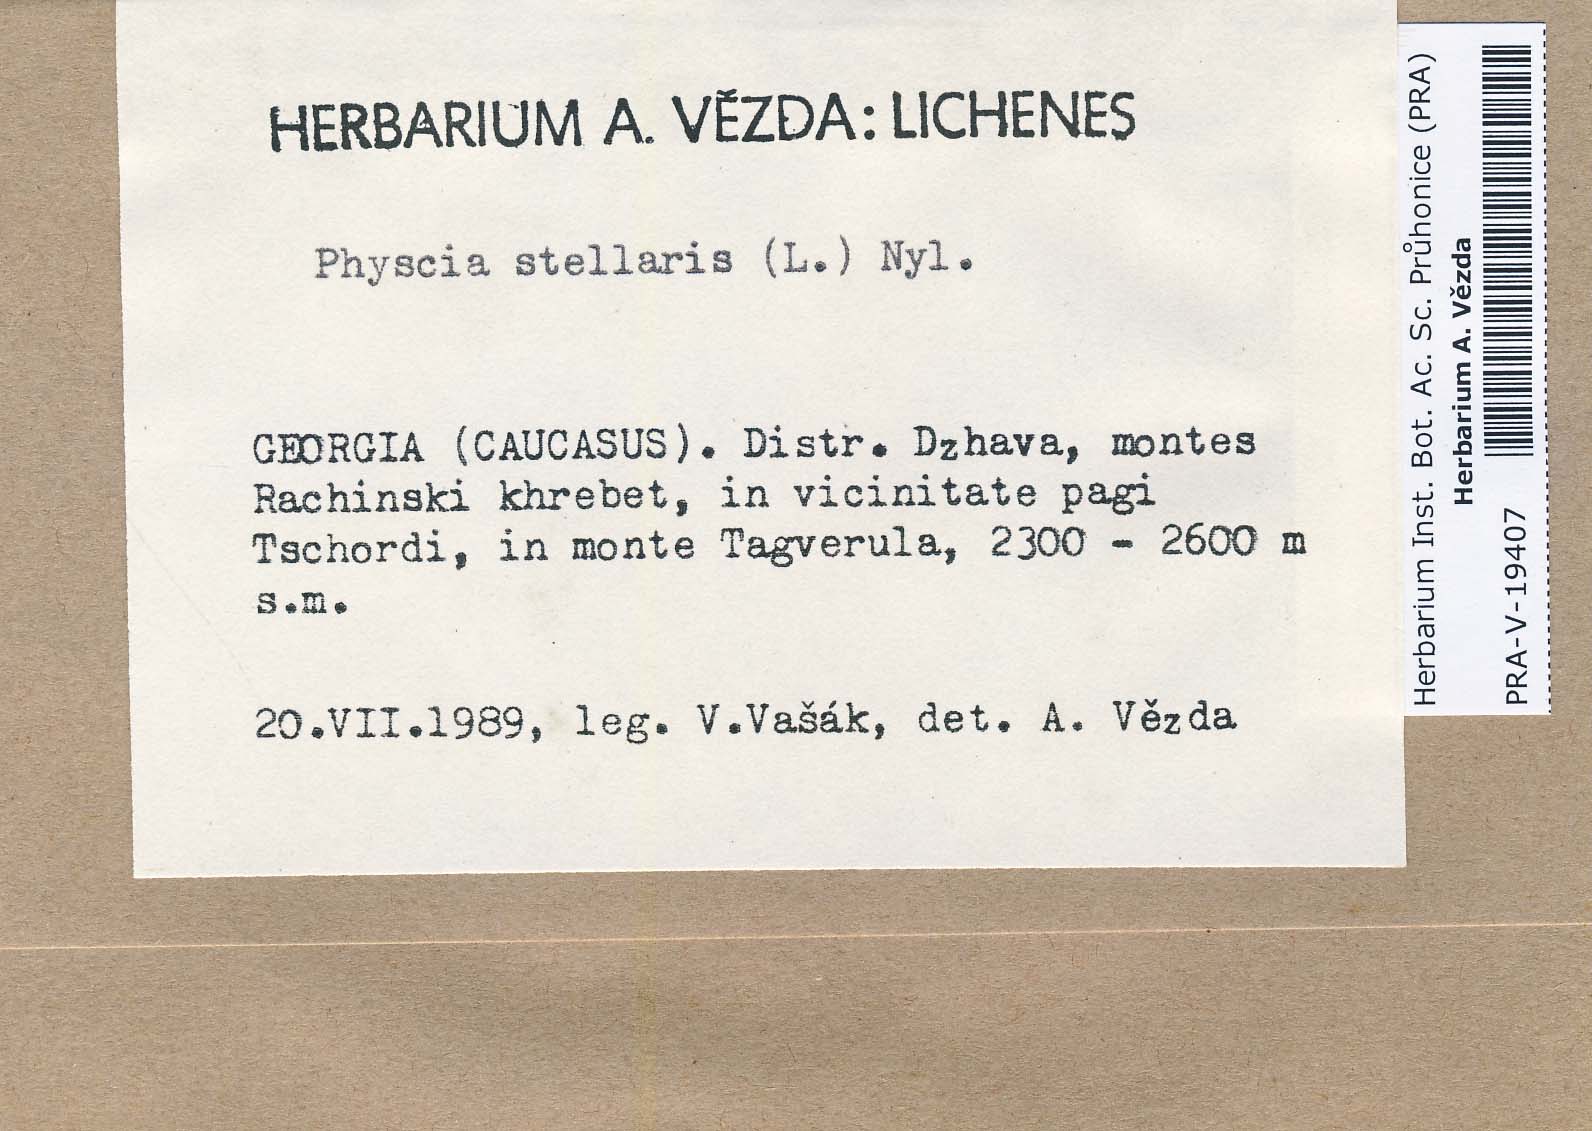 HERBARIUM A. VĚZDA: LICHENES
Physcia stellaris (L.) Nyl.
GEORGIA (CAUCASUS). Distr. Dzhava, montes
Rachinski khrebet, in vicinitate pagi
Tschordi, in monte Tagverula, 2300 - 2600 m
s.m.
20.VII.1989, leg. V.Vašák, det. A. Vězda
Herbarium Inst. Bot. Ac. Sc. Průhonice (PRA)
Herbarium A. Vězda
PRA-V-19407